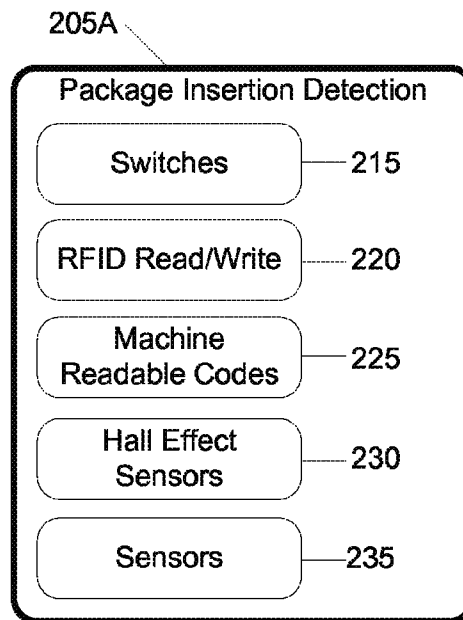 205A
Package Insertion Detection
Switches
215
RFID Read/Write
220
Machine
Readable Codes
225
Hall Effect
Sensors
230
Sensors
235